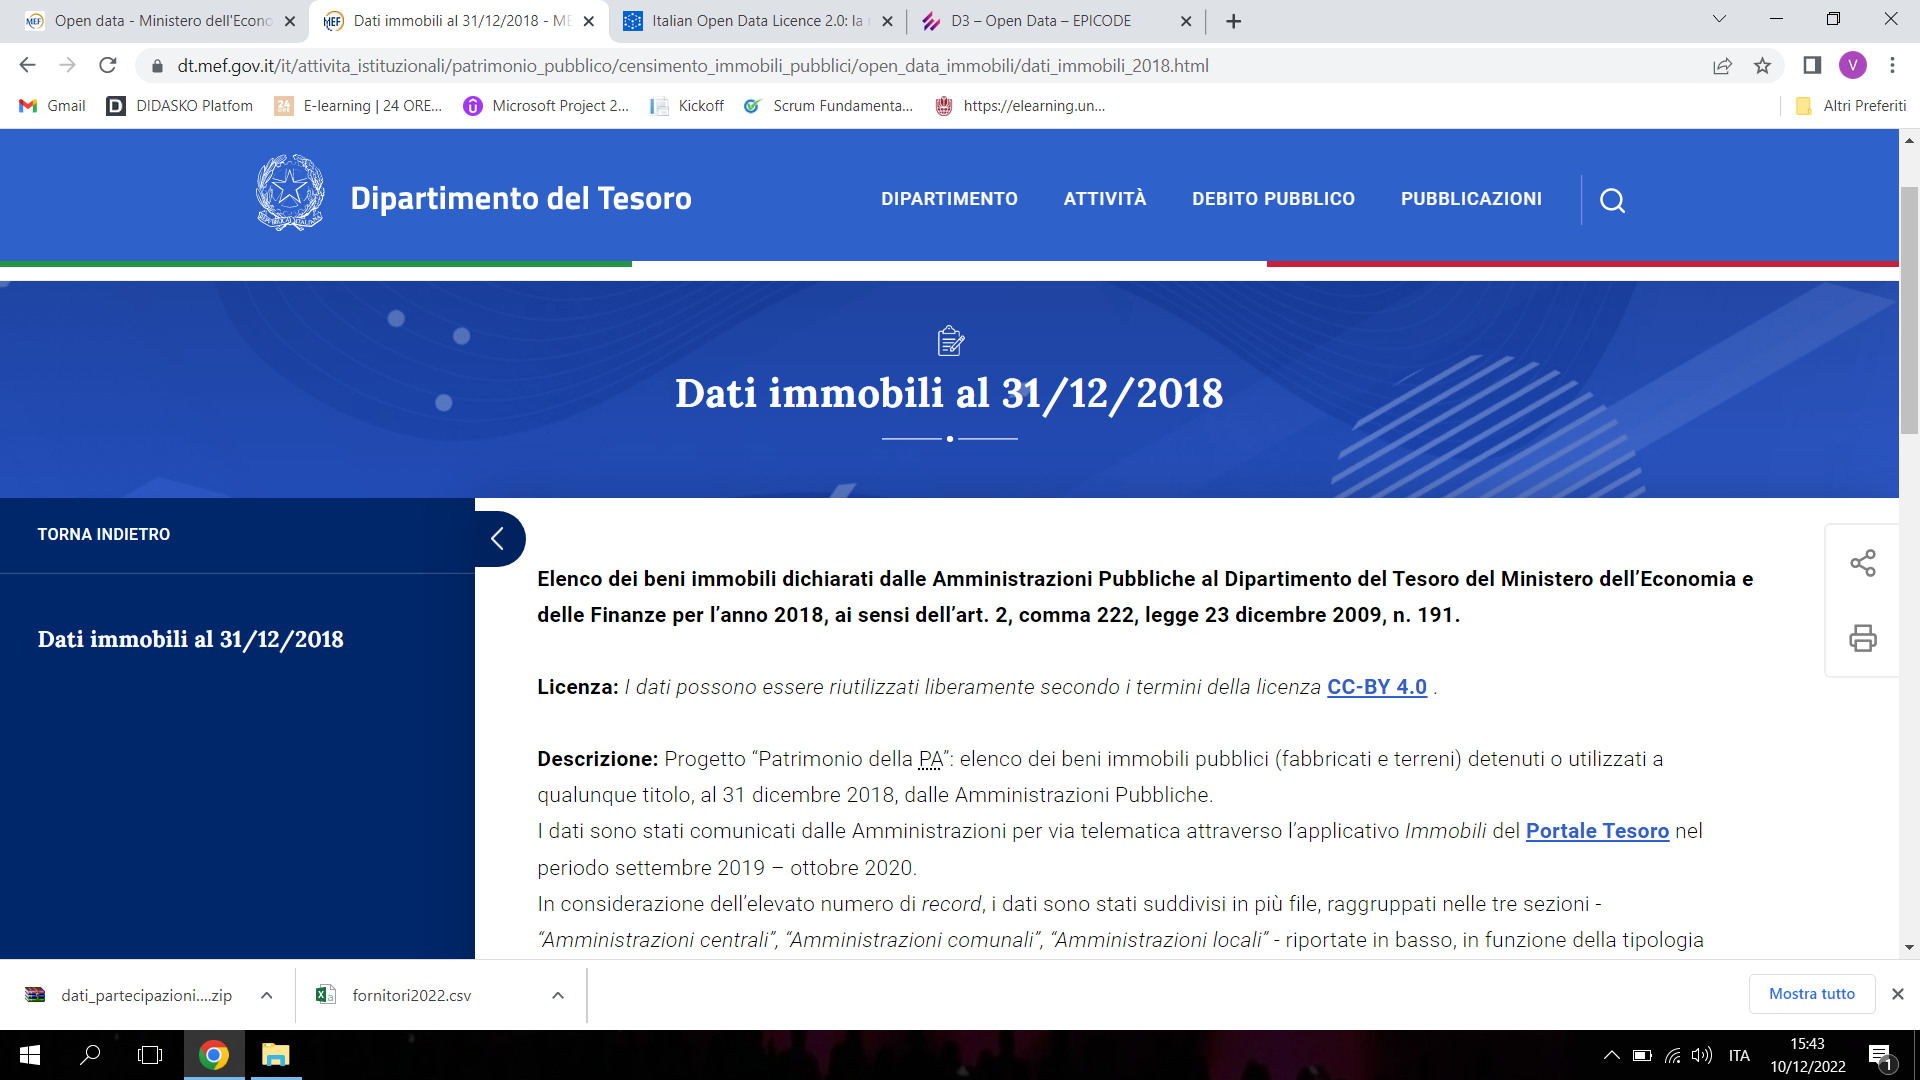 Open data - Ministero dell'Econo
Dati immobili al 31/12/2018 - ME
Italian Open Data Licence 2.0: la
D3 – Open Data – EPICODE
dt.mef.gov.it/it/attivita_istituzionali/patrimonio_pubblico/censimento_immobili_pubblici/open_data_immobili/dati_immobili_2018.html
V
Gmail
DIDASKO Platfom
E-learning | 24 ORE...
Microsoft Project 2...
Kickoff
Scrum Fundamenta...
https://elearning.un...
Altri Preferiti
Dipartimento del Tesoro
DIPARTIMENTO
ATTIVITÀ
DEBITO PUBBLICO
PUBBLICAZIONI
Dati immobili al 31/12/2018
TORNA INDIETRO
Dati immobili al 31/12/2018
Elenco dei beni immobili dichiarati dalle Amministrazioni Pubbliche al Dipartimento del Tesoro del Ministero dell’Economia e
delle Finanze per l’anno 2018, ai sensi dell’art. 2, comma 222, legge 23 dicembre 2009, n. 191.
Licenza: I dati possono essere riutilizzati liberamente secondo i termini della licenza CC-BY 4.0 .
Descrizione: Progetto “Patrimonio della PA”: elenco dei beni immobili pubblici (fabbricati e terreni) detenuti o utilizzati a
qualunque titolo, al 31 dicembre 2018, dalle Amministrazioni Pubbliche.
I dati sono stati comunicati dalle Amministrazioni per via telematica attraverso l’applicativo Immobili del Portale Tesoro nel
periodo settembre 2019 – ottobre 2020.
In considerazione dell’elevato numero di record, i dati sono stati suddivisi in più file, raggruppati nelle tre sezioni -
“Amministrazioni centrali”, “Amministrazioni comunali”, “Amministrazioni locali” - riportate in basso, in funzione della tipologia
dati_partecipazioni....zip
fornitori2022.csv
Mostra tutto
ITA
15:43
10/12/2022
1